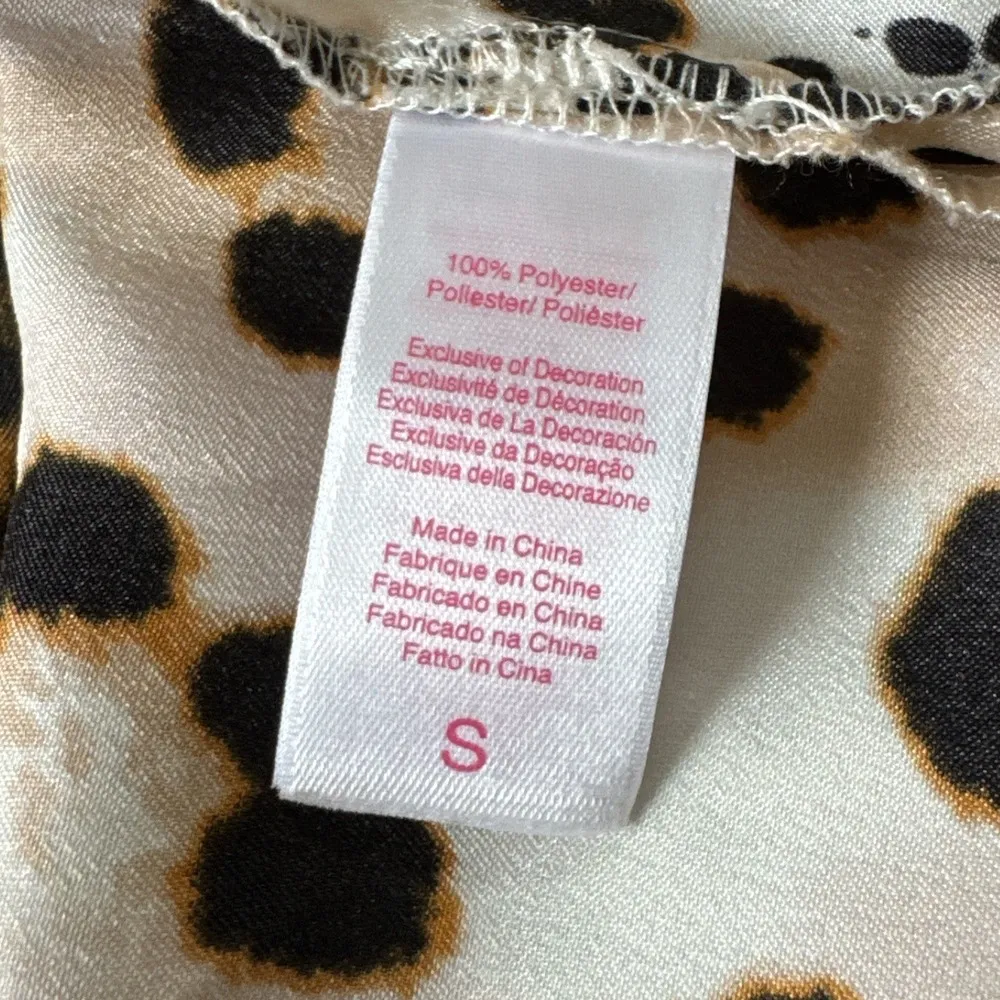 100% Polyester/
Poliester/ Poliéster
Exclusive of Decoration
Exclusivité de Décoration
Exclusiva de La Decoración
Exclusive da Decoração
Esclusiva della Decorazione
Made in China
Fabrique en Chine
Fabricado en China
Fabricado na China
Fatto in Cina
S